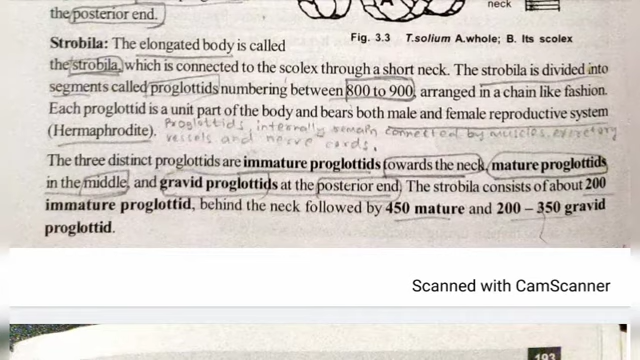 the posterior end.
neck
Fig. 3.3 T.solium A.whole; B. Its scolex
Strobila: The elongated body is called
the strobila, which is connected to the scolex through a short neck. The strobila is divided into
segments called proglottids numbering between 800 to 900, arranged in a chain like fashion.
Each proglottid is a unit part of the body and bears both male and female reproductive system
(Hermaphrodite). Proglottids internally remain connected by muscles, excretory
vessels and nerve cords.
The three distinct proglottids are immature proglottids towards the neck, mature proglottids
in the middle, and gravid proglottids at the posterior end. The strobila consists of about 200
immature proglottid, behind the neck followed by 450 mature and 200 – 350 gravid
proglottid.
Scanned with CamScanner
193